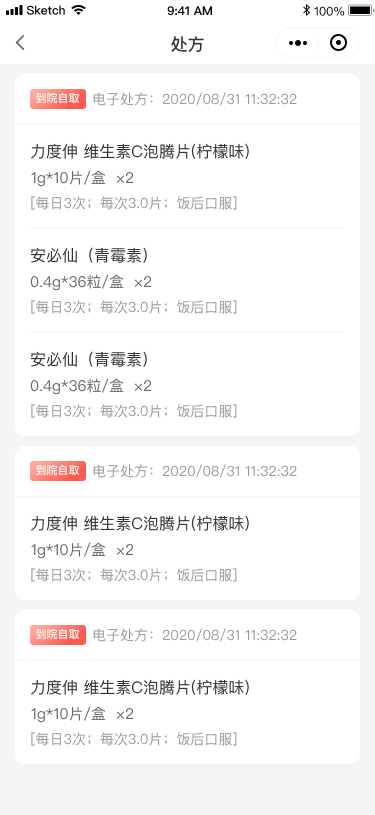 Sketch 9:41 AM 100%
处方
到院自取 电子处方：2020/08/31 11:32:32
力度伸 维生素C泡腾片(柠檬味)
1g*10片/盒 ×2
[每日3次；每次3.0片；饭后口服]
安必仙（青霉素）
0.4g*36粒/盒 ×2
[每日3次；每次3.0片；饭后口服]
安必仙（青霉素）
0.4g*36粒/盒 ×2
[每日3次；每次3.0片；饭后口服]
到院自取 电子处方：2020/08/31 11:32:32
力度伸 维生素C泡腾片(柠檬味)
1g*10片/盒 ×2
[每日3次；每次3.0片；饭后口服]
到院自取 电子处方：2020/08/31 11:32:32
力度伸 维生素C泡腾片(柠檬味)
1g*10片/盒 ×2
[每日3次；每次3.0片；饭后口服]